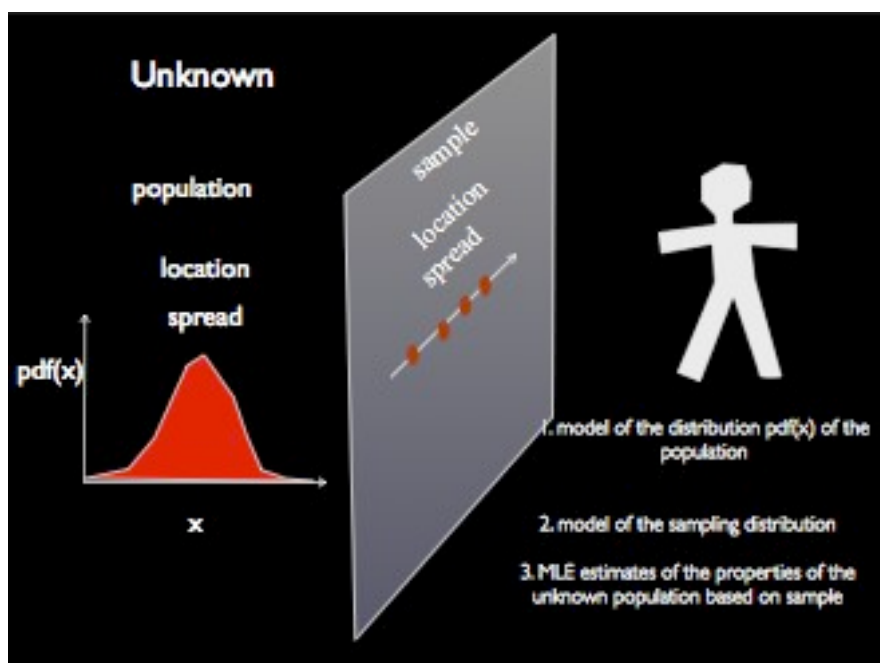 Unknown
population
location
spread
pdf(x)
x
sample
location
spread
1. model of the distribution pdf(x) of the
population
2. model of the sampling distribution
3. MLE estimates of the properties of the
unknown population based on sample